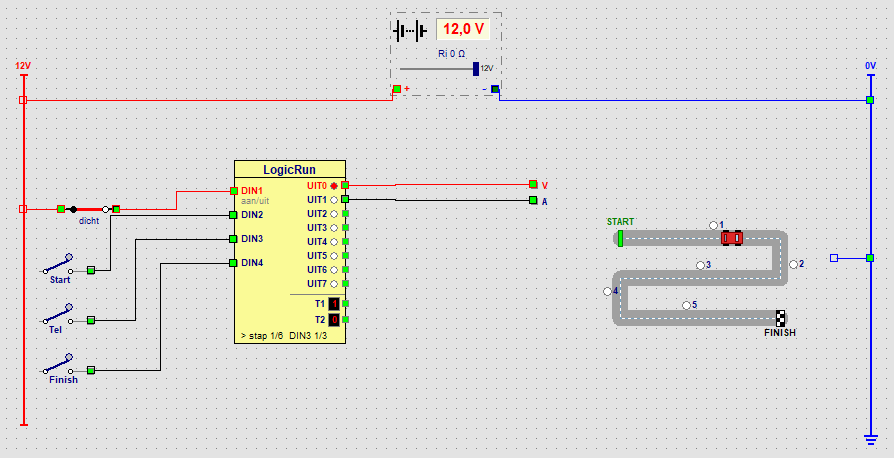 12,0 V
Ri 0 Ω
12V
+ -
12V
0V
LogicRun
DIN1
aan/uit
DIN2
DIN3
DIN4
UIT0
UIT1
UIT2
UIT3
UIT4
UIT5
UIT6
UIT7
T1 1
T2 0
> stap 1/6 DIN3 1/3
V
A
dicht
Start
Tel
Finish
START
1
2
3
4
5
FINISH